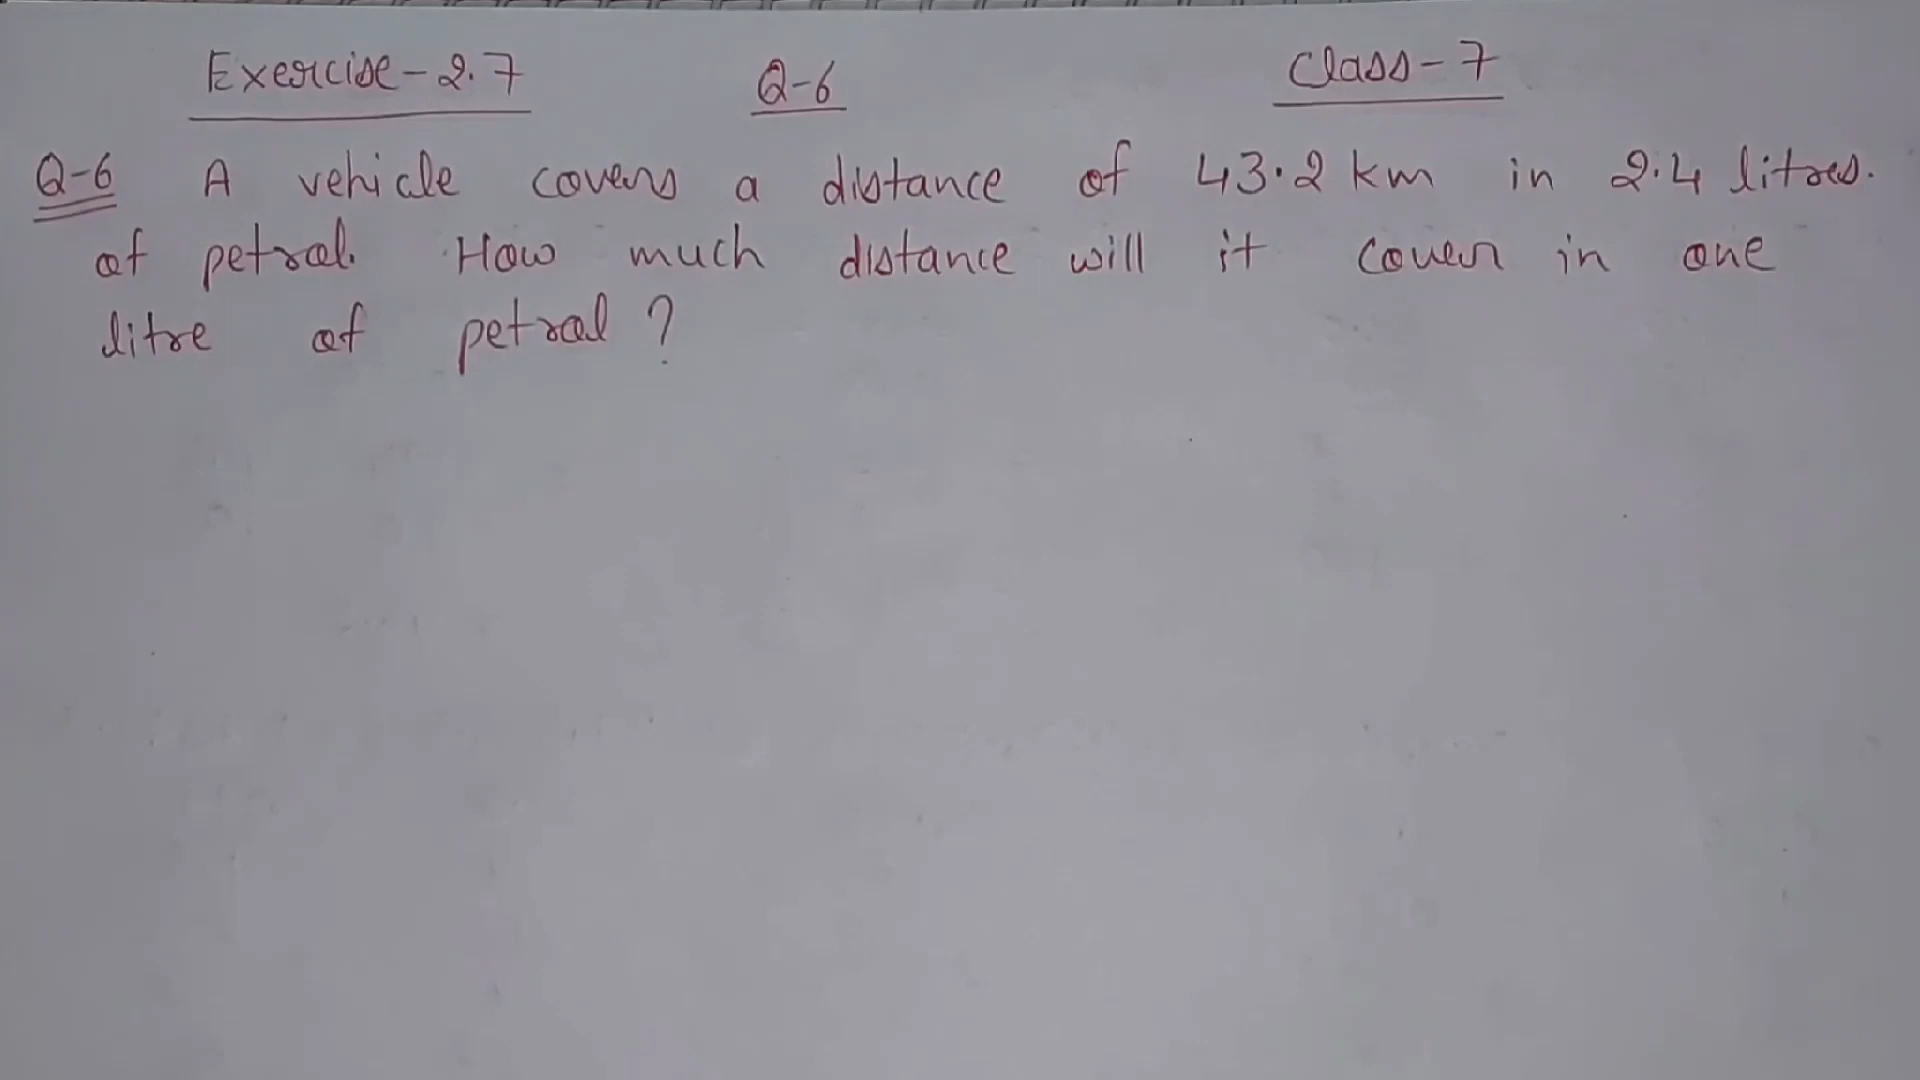 Exercise-2.7 Q-6 Class-7
Q-6 A vehicle covers a distance of 43.2 km in 2.4 litres.
of petrol. How much distance will it cover in one
litre of petrol ?